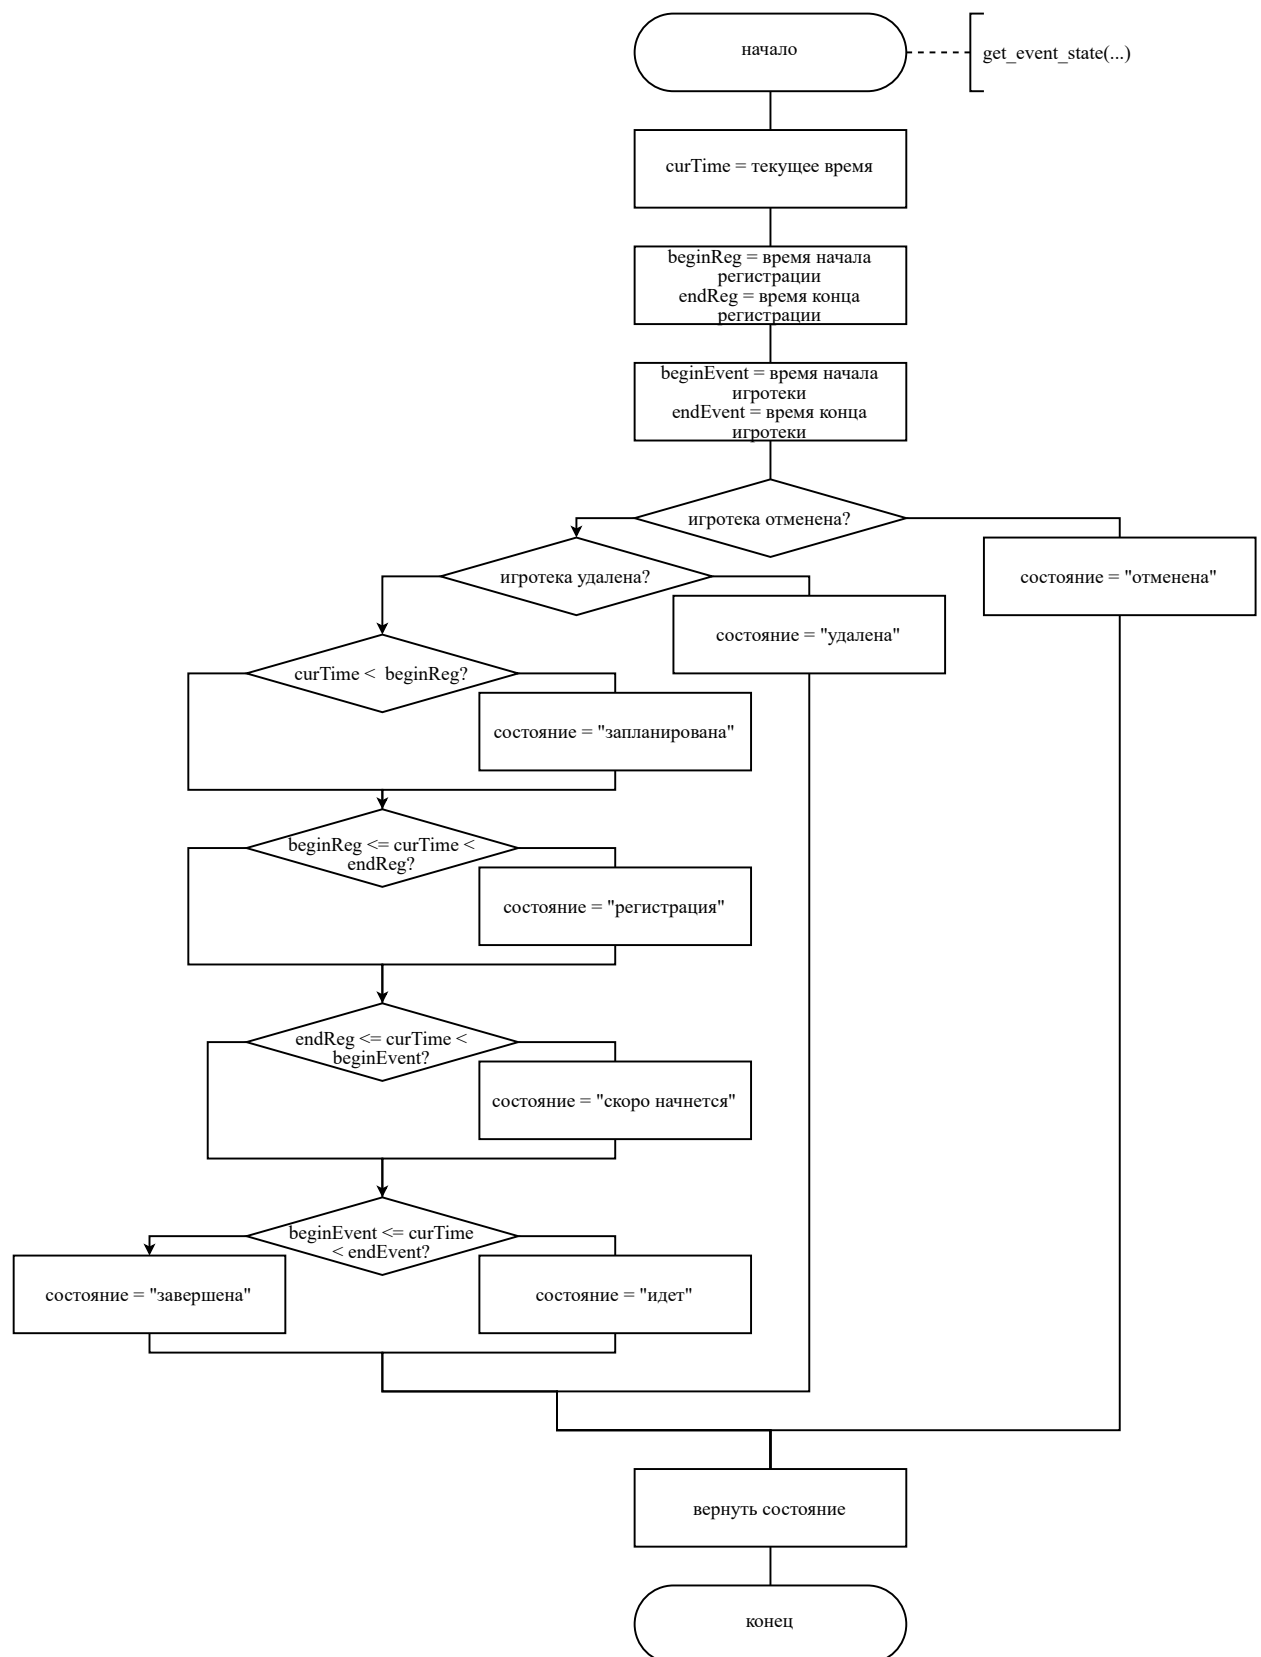 начало
get_event_state(...)
curTime = текущее время
beginReg = время начала
регистрации
endReg = время конца
регистрации
beginEvent = время начала
игротеки
endEvent = время конца
игротеки
игротека отменена?
игротека удалена?
состояние = "отменена"
состояние = "удалена"
curTime <  beginReg?
состояние = "запланирована"
beginReg <= curTime <
endReg?
состояние = "регистрация"
endReg <= curTime <
beginEvent?
состояние = "скоро начнется"
beginEvent <= curTime
< endEvent?
состояние = "завершена"
состояние = "идет"
вернуть состояние
конец